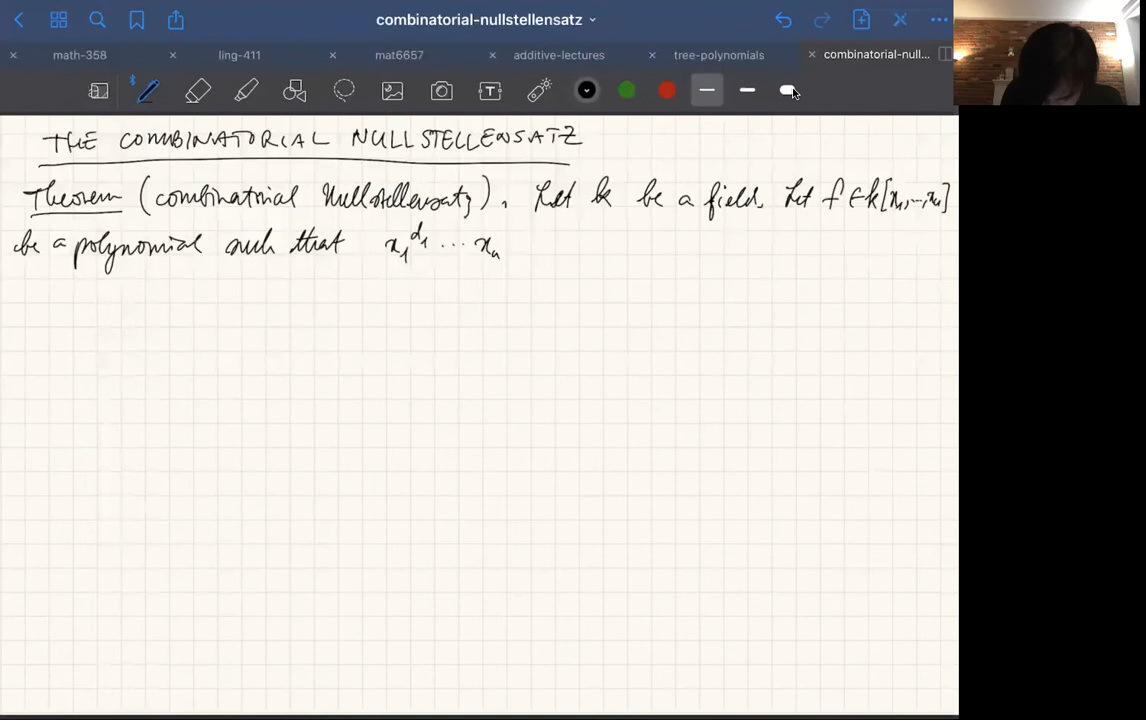 combinatorial-nullstellensatz
math-358 ling-411 mat6657 additive-lectures tree-polynomials combinatorial-null...
T
THE COMBINATORIAL NULLSTELLENSATZ
Theorem (combinatorial Nullstellensatz). Let k be a field. Let f ∈ k[x₁,...,xₙ]
be a polynomial such that x₁^d₁ ... xₙ